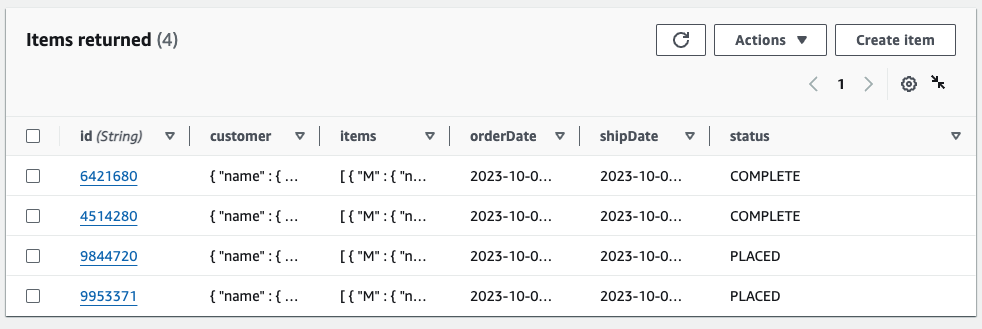 Items returned (4)
Actions
Create item
1
id (String)
customer
items
orderDate
shipDate
status
6421680 { "name" : { ... [ { "M" : { "n... 2023-10-0... 2023-10-0... COMPLETE
4514280 { "name" : { ... [ { "M" : { "n... 2023-10-0... 2023-10-0... COMPLETE
9844720 { "name" : { ... [ { "M" : { "n... 2023-10-0... 2023-10-0... PLACED
9953371 { "name" : { ... [ { "M" : { "n... 2023-10-0... 2023-10-0... PLACED